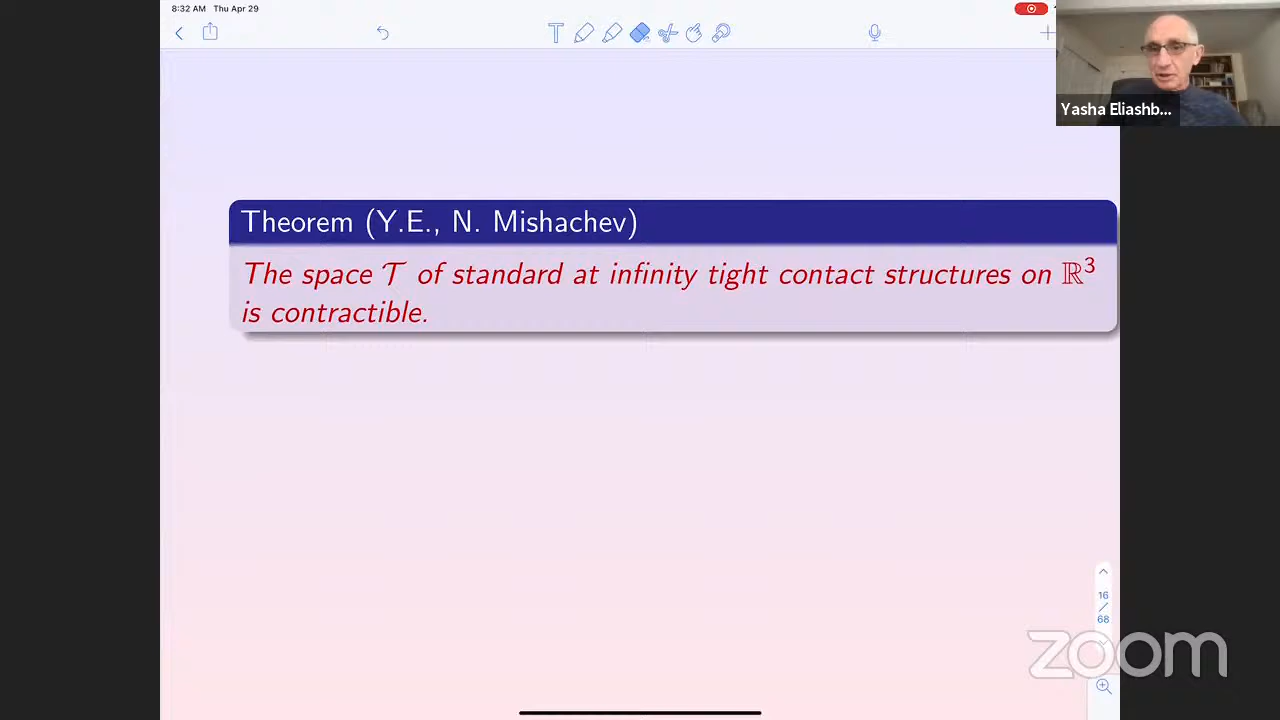 8:32 AM Thu Apr 29
T
Yasha Eliashb...
Theorem (Y.E., N. Mishachev)
The space 𝒯 of standard at infinity tight contact structures on ℝ³
is contractible.
16
/
68
zoom